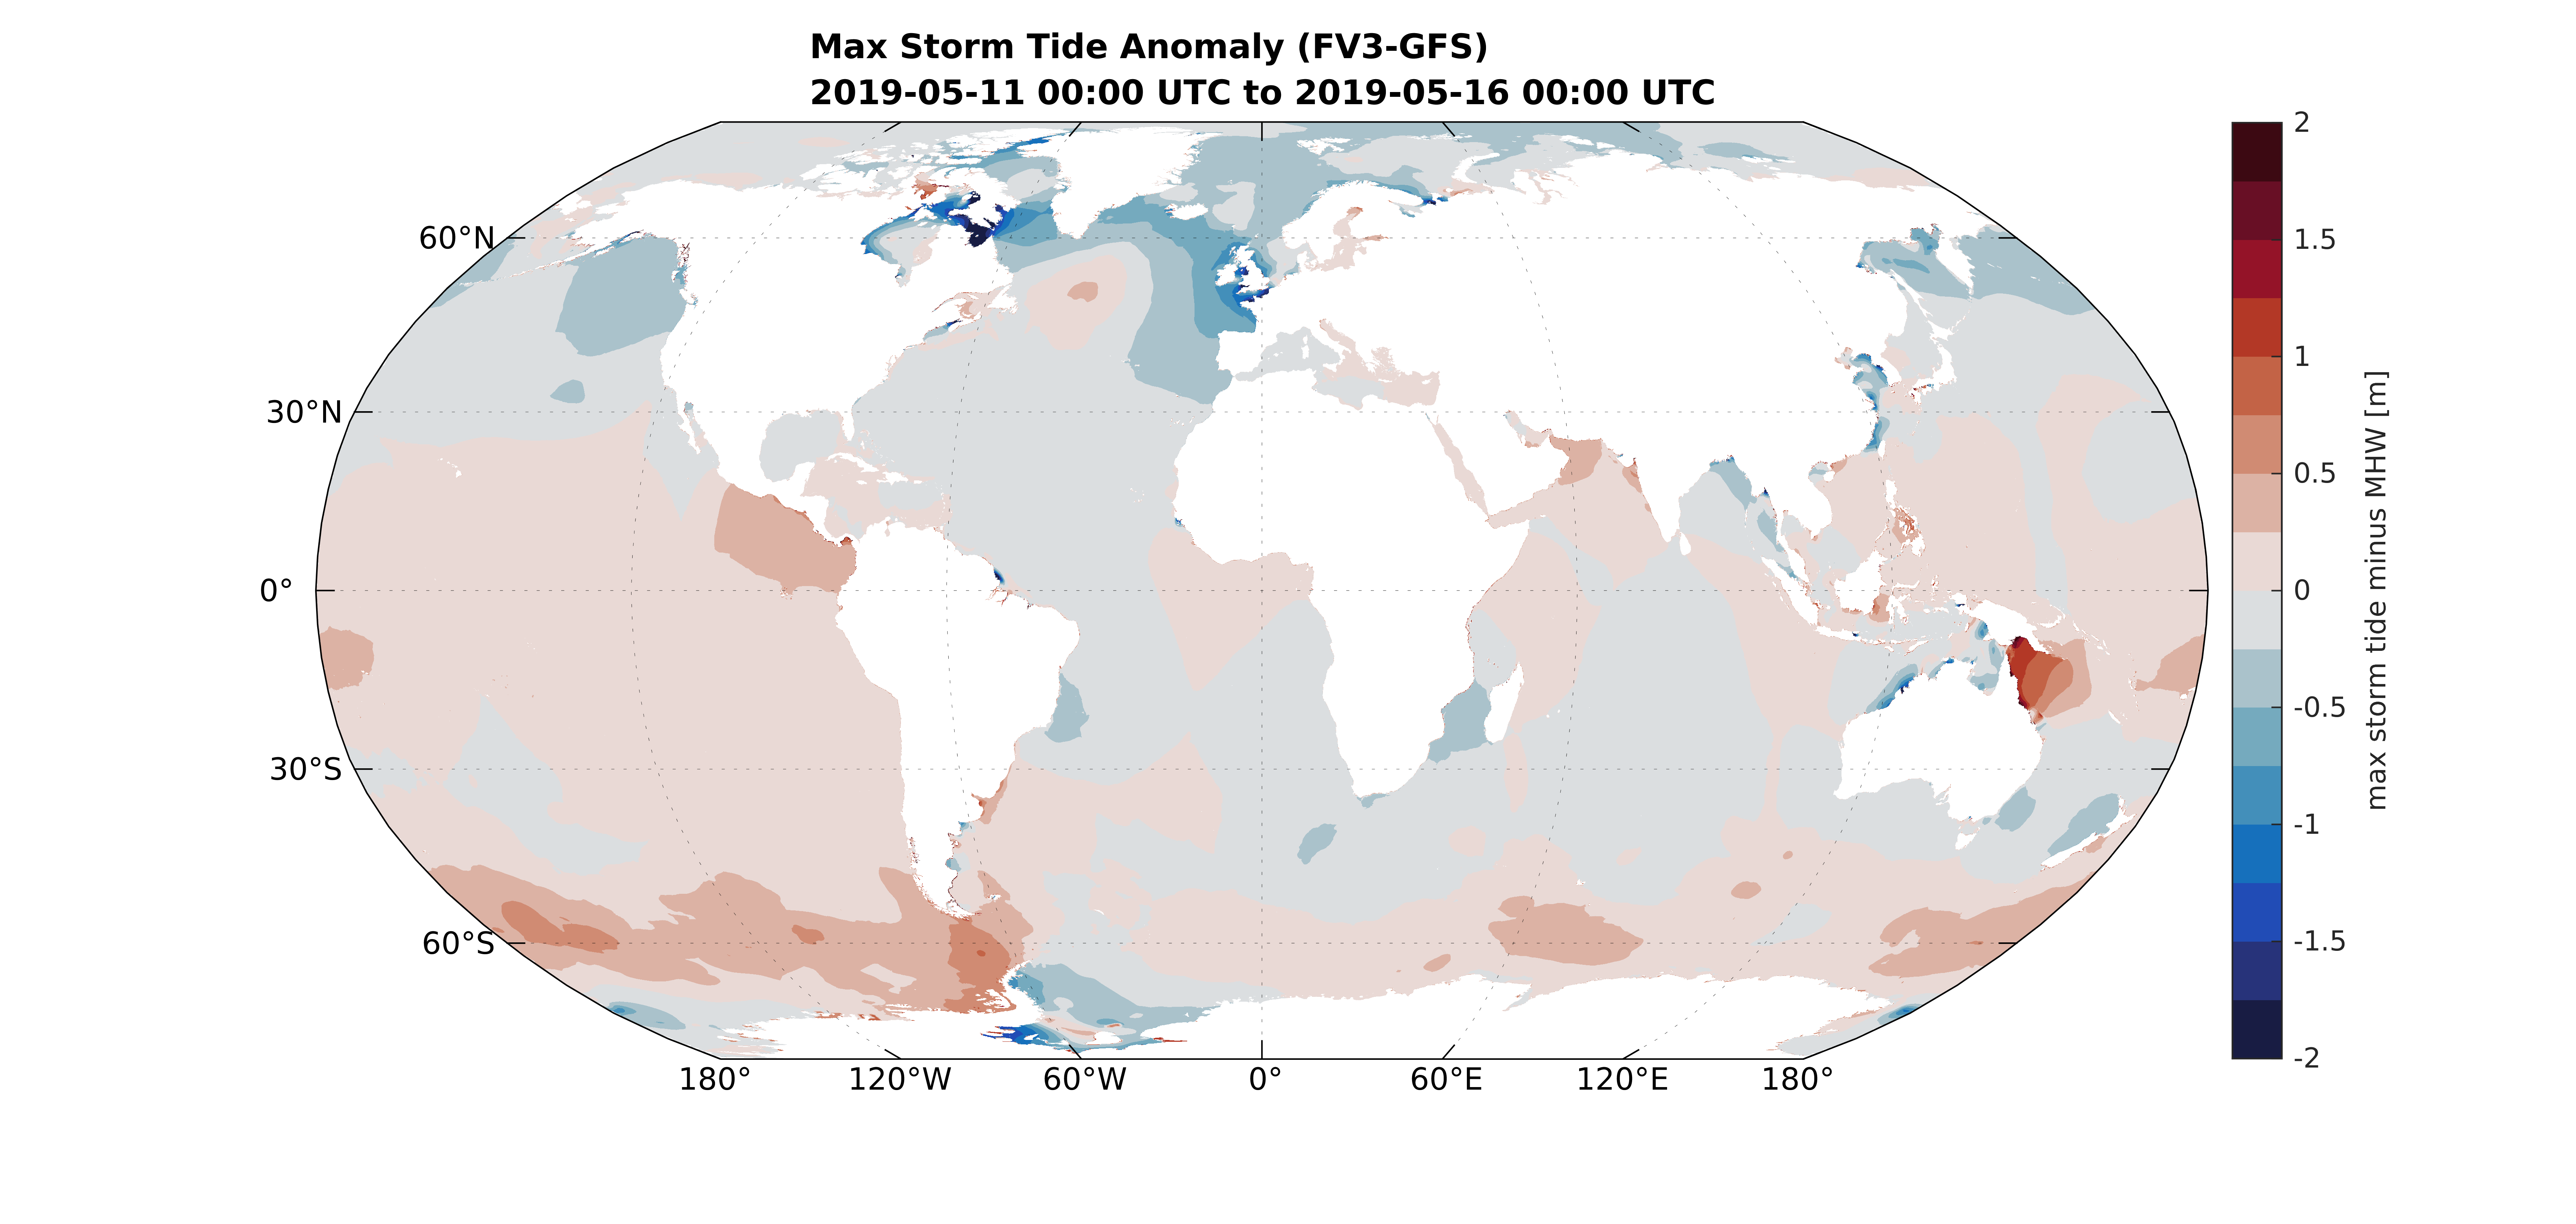 Max Storm Tide Anomaly (FV3-GFS)
2019-05-11 00:00 UTC to 2019-05-16 00:00 UTC
60°N
30°N
0°
30°S
60°S
180°
120°W
60°W
0°
60°E
120°E
180°
2
1.5
1
0.5
0
-0.5
-1
-1.5
-2
max storm tide minus MHW [m]